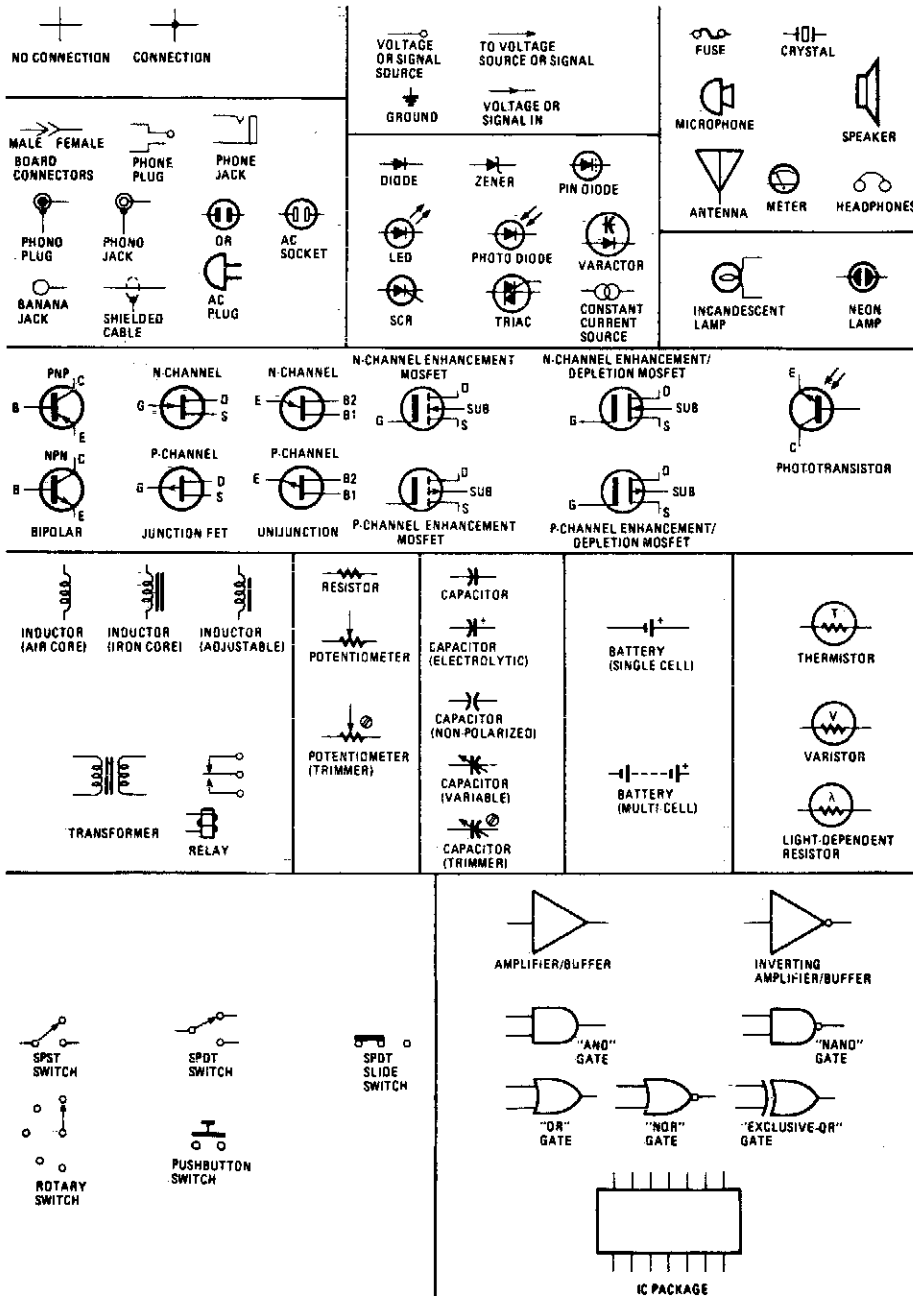 NO CONNECTION
CONNECTION
VOLTAGE
OR SIGNAL
SOURCE
TO VOLTAGE
SOURCE OR SIGNAL
GROUND
VOLTAGE OR
SIGNAL IN
FUSE
CRYSTAL
MICROPHONE
SPEAKER
ANTENNA
METER
HEADPHONES
MALE FEMALE
BOARD
CONNECTORS
PHONE
PLUG
PHONE
JACK
PHONO
PLUG
PHONO
JACK
OR
AC
SOCKET
BANANA
JACK
SHIELDED
CABLE
AC
PLUG
DIODE
ZENER
PIN DIODE
LED
PHOTO DIODE
VARACTOR
SCR
TRIAC
CONSTANT
CURRENT
SOURCE
INCANDESCENT
LAMP
NEON
LAMP
PNP
C
B
E
NPN
C
B
E
BIPOLAR
N-CHANNEL
G
D
S
P-CHANNEL
G
D
S
JUNCTION FET
N-CHANNEL
E
B2
B1
P-CHANNEL
E
B2
B1
UNIJUNCTION
N-CHANNEL ENHANCEMENT
MOSFET
D
SUB
G
S
D
SUB
G
S
P-CHANNEL ENHANCEMENT
MOSFET
N-CHANNEL ENHANCEMENT/
DEPLETION MOSFET
D
SUB
G
S
D
SUB
G
S
P-CHANNEL ENHANCEMENT/
DEPLETION MOSFET
E
C
PHOTOTRANSISTOR
INDUCTOR
(AIR CORE)
INDUCTOR
(IRON CORE)
INDUCTOR
(ADJUSTABLE)
TRANSFORMER
RELAY
RESISTOR
POTENTIOMETER
POTENTIOMETER
(TRIMMER)
CAPACITOR
+
CAPACITOR
(ELECTROLYTIC)
CAPACITOR
(NON-POLARIZED)
CAPACITOR
(VARIABLE)
CAPACITOR
(TRIMMER)
+
BATTERY
(SINGLE CELL)
+
BATTERY
(MULTI-CELL)
T
THERMISTOR
V
VARISTOR
λ
LIGHT-DEPENDENT
RESISTOR
SPST
SWITCH
SPDT
SWITCH
SPDT
SLIDE
SWITCH
ROTARY
SWITCH
PUSHBUTTON
SWITCH
AMPLIFIER/BUFFER
INVERTING
AMPLIFIER/BUFFER
"AND"
GATE
"NAND"
GATE
"OR"
GATE
"NOR"
GATE
"EXCLUSIVE-OR"
GATE
IC PACKAGE